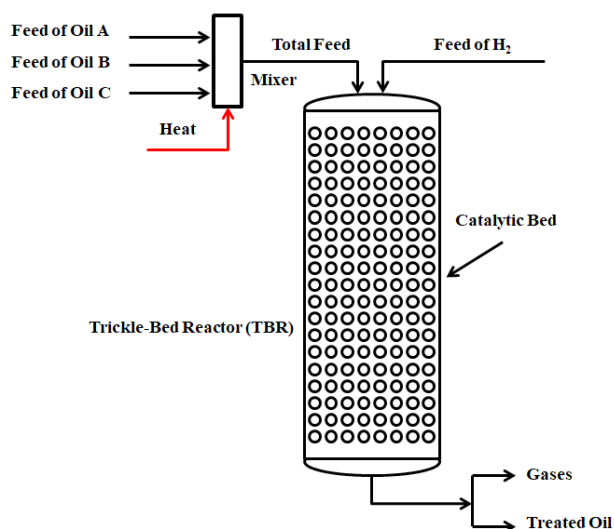 Feed of Oil A
Total Feed
Feed of H₂
Feed of Oil B
Mixer
Feed of Oil C
Heat
Catalytic Bed
Trickle-Bed Reactor (TBR)
Gases
Treated Oil